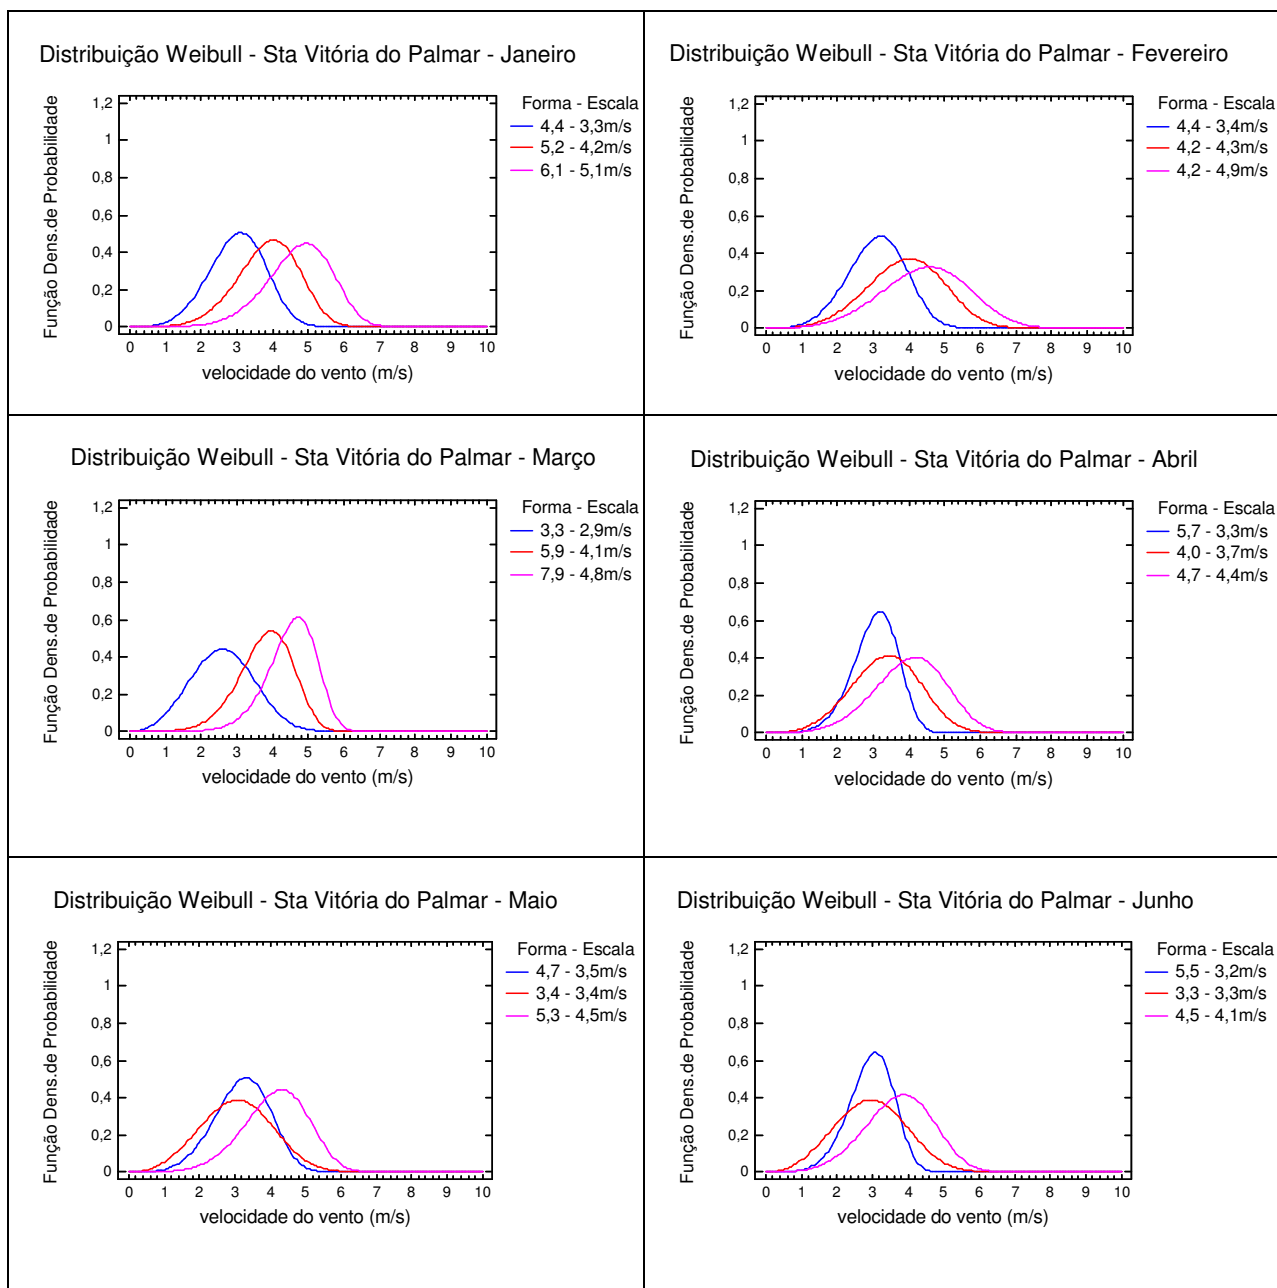 Distribuição Weibull - Sta Vitória do Palmar - Janeiro
Função Dens.de Probabilidade
1,2
1
0,8
0,6
0,4
0,2
0
0 1 2 3 4 5 6 7 8 9 10
velocidade do vento (m/s)
Forma - Escala
4,4 - 3,3m/s
5,2 - 4,2m/s
6,1 - 5,1m/s
Distribuição Weibull - Sta Vitória do Palmar - Fevereiro
Função Dens.de Probabilidade
1,2
1
0,8
0,6
0,4
0,2
0
0 1 2 3 4 5 6 7 8 9 10
velocidade do vento (m/s)
Forma - Escala
4,4 - 3,4m/s
4,2 - 4,3m/s
4,2 - 4,9m/s
Distribuição Weibull - Sta Vitória do Palmar - Março
Função Dens.de Probabilidade
1,2
1
0,8
0,6
0,4
0,2
0
0 1 2 3 4 5 6 7 8 9 10
velocidade do vento (m/s)
Forma - Escala
3,3 - 2,9m/s
5,9 - 4,1m/s
7,9 - 4,8m/s
Distribuição Weibull - Sta Vitória do Palmar - Abril
Função Dens.de Probabilidade
1,2
1
0,8
0,6
0,4
0,2
0
0 1 2 3 4 5 6 7 8 9 10
velocidade do vento (m/s)
Forma - Escala
5,7 - 3,3m/s
4,0 - 3,7m/s
4,7 - 4,4m/s
Distribuição Weibull - Sta Vitória do Palmar - Maio
Função Dens.de Probabilidade
1,2
1
0,8
0,6
0,4
0,2
0
0 1 2 3 4 5 6 7 8 9 10
velocidade do vento (m/s)
Forma - Escala
4,7 - 3,5m/s
3,4 - 3,4m/s
5,3 - 4,5m/s
Distribuição Weibull - Sta Vitória do Palmar - Junho
Função Dens.de Probabilidade
1,2
1
0,8
0,6
0,4
0,2
0
0 1 2 3 4 5 6 7 8 9 10
velocidade do vento (m/s)
Forma - Escala
5,5 - 3,2m/s
3,3 - 3,3m/s
4,5 - 4,1m/s